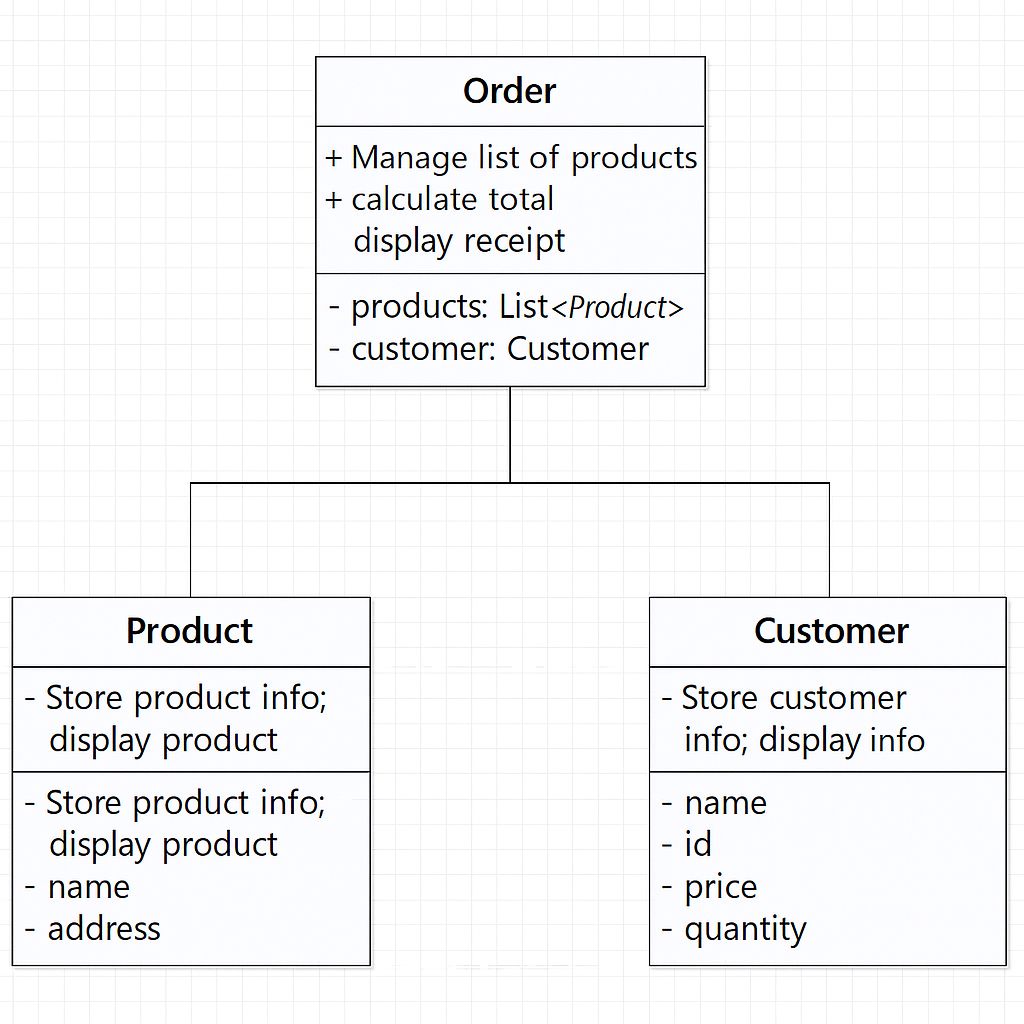 Order
+ Manage list of products
+ calculate total
display receipt
- products: List<Product>
- customer: Customer
Product
- Store product info;
display product
- Store product info;
display product
- name
- address
Customer
- Store customer
info; display info
- name
- id
- price
- quantity